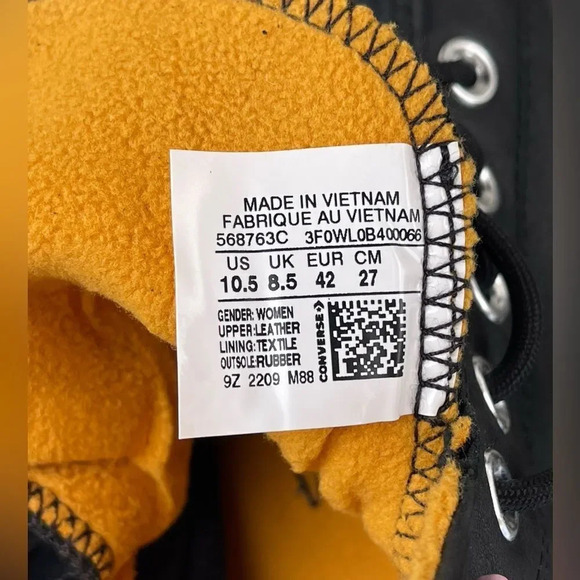 MADE IN VIETNAM
FABRIQUE AU VIETNAM
568763C 3F0WL0B400066
US UK EUR CM
10.5 8.5 42 27
GENDER: WOMEN
UPPER: LEATHER
LINING: TEXTILE
OUTSOLE: RUBBER
9Z 2209 M88
CONVERSE